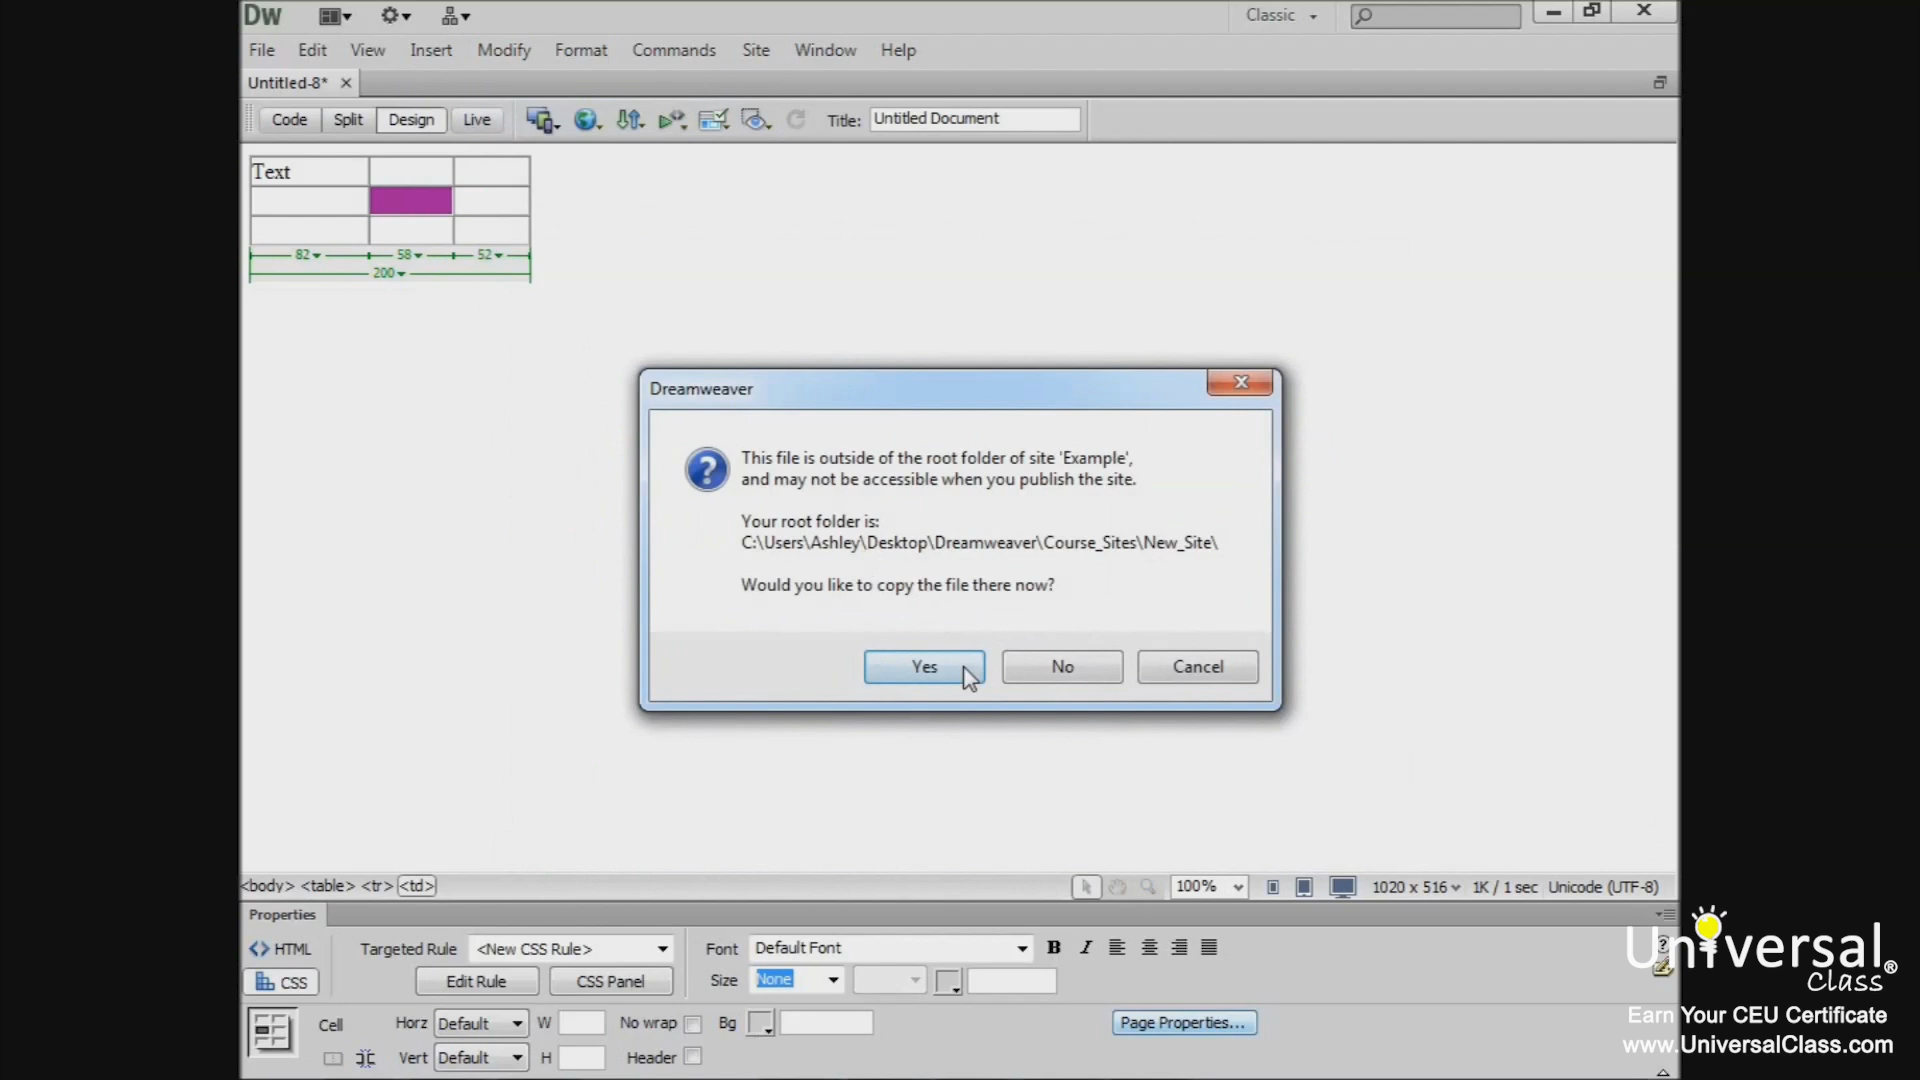 Dw
Classic
File Edit View Insert Modify Format Commands Site Window Help
Untitled-8*
Code Split Design Live Title: Untitled Document
Text
82 58 52
200
Dreamweaver
This file is outside of the root folder of site 'Example',
and may not be accessible when you publish the site.
Your root folder is:
C:\Users\Ashley\Desktop\Dreamweaver\Course_Sites\New_Site\
Would you like to copy the file there now?
Yes No Cancel
<body> <table> <tr> <td> 100% 1020 x 516 1K / 1 sec Unicode (UTF-8)
Properties
<> HTML Targeted Rule <New CSS Rule> Font Default Font B I
CSS Edit Rule CSS Panel Size None
Cell Horz Default W No wrap Bg Page Properties...
Vert Default H Header
Universal®
Class
Earn Your CEU Certificate
www.UniversalClass.com